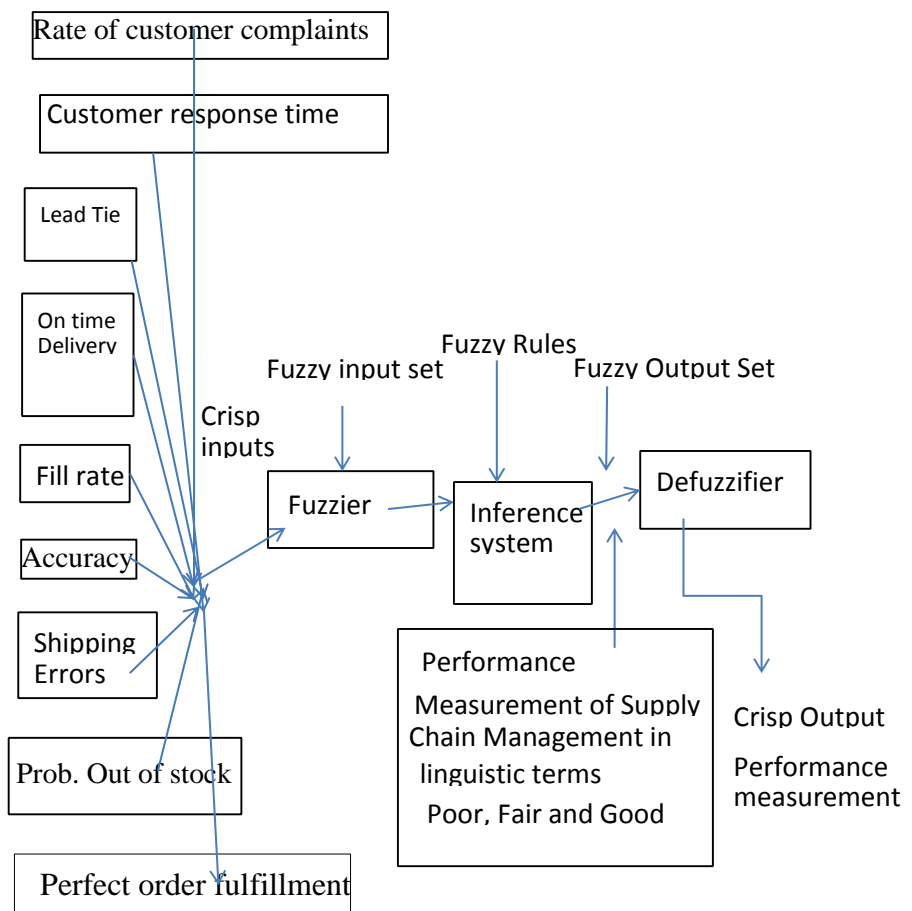 Rate of customer complaints
Customer response time
Lead Tie
On time
Delivery
Fill rate
Accuracy
Shipping
Errors
Prob. Out of stock
Perfect order fulfillment
Crisp
inputs
Fuzzy input set
Fuzzier
Fuzzy Rules
Inference
system
Fuzzy Output Set
Defuzzifier
Performance
Measurement of Supply
Chain Management in
linguistic terms
Poor, Fair and Good
Crisp Output
Performance
measurement